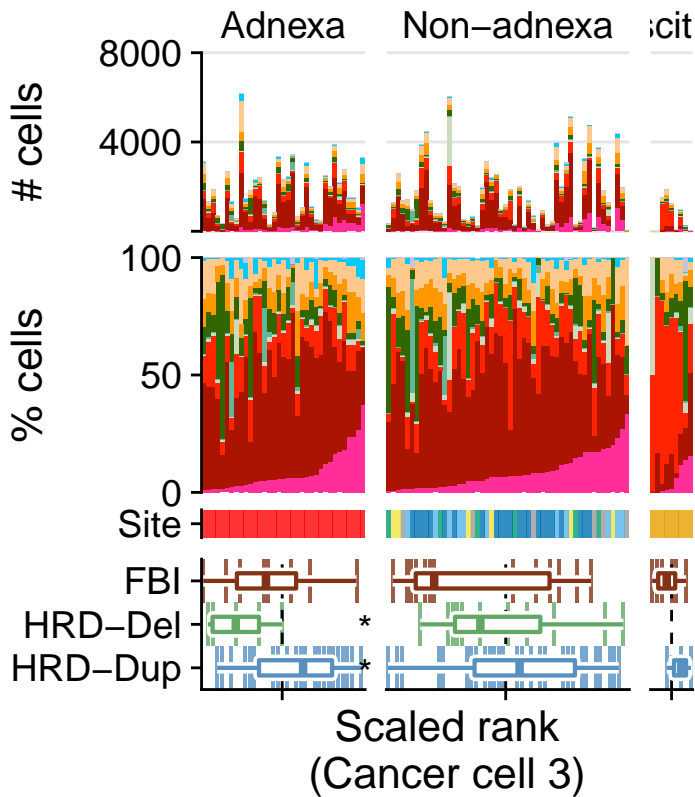 Adnexa Non−adnexa scit
# cells
8000
4000
% cells
100
50
0
Site
FBI
HRD−Del *
HRD−Dup *
Scaled rank
(Cancer cell 3)